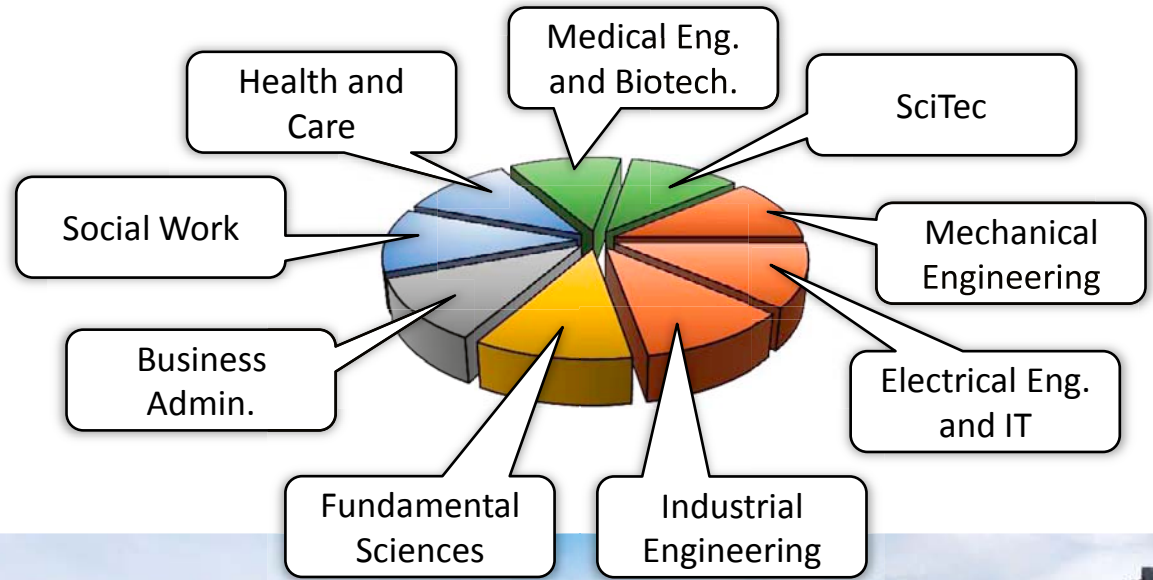 Medical Eng.
and Biotech.
Health and
Care
SciTec
Social Work
Mechanical
Engineering
Business
Admin.
Electrical Eng.
and IT
Fundamental
Sciences
Industrial
Engineering